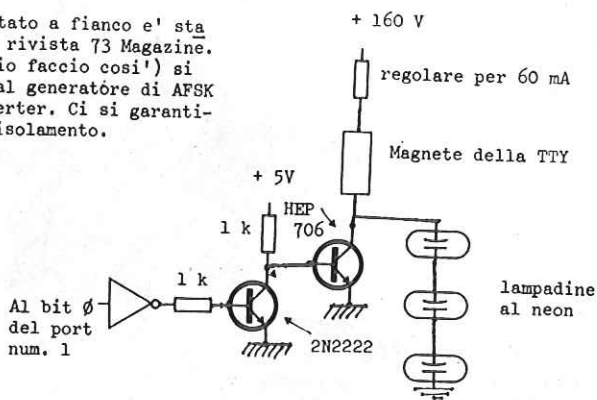 tato a fianco e' sta
rivista 73 Magazine.
io faccio cosi') si
al generatóre di AFSK
erter. Ci si garanti-
isolamento.
+ 160 V
regolare per 60 mA
Magnete della TTY
+ 5V
HEP
706
1 k
1 k
Al bit Ø
del port
num. 1
2N2222
lampadine
al neon